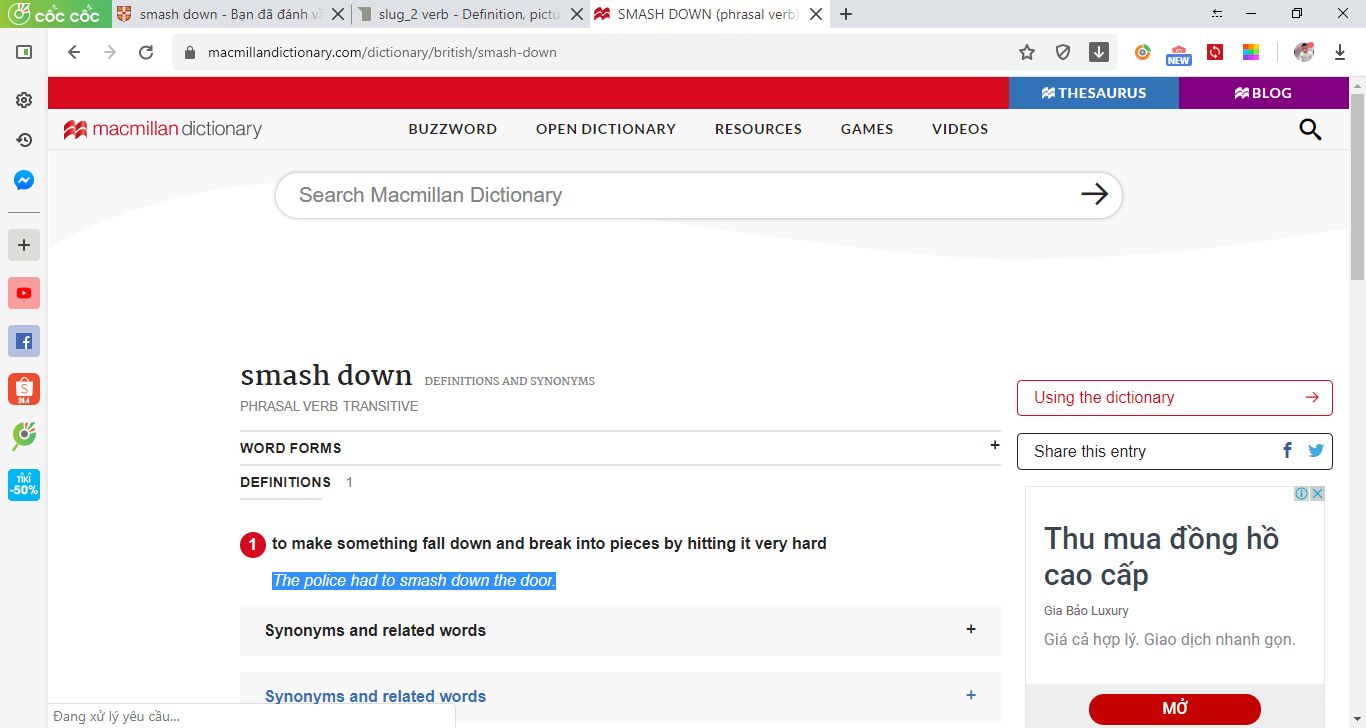 cốc cốc
smash down - Bạn đã đánh vầ
slug_2 verb - Definition, pictu
SMASH DOWN (phrasal verb)
macmillandictionary.com/dictionary/british/smash-down
NEW
THESAURUS
BLOG
macmillan dictionary
BUZZWORD
OPEN DICTIONARY
RESOURCES
GAMES
VIDEOS
Search Macmillan Dictionary
smash down DEFINITIONS AND SYNONYMS
PHRASAL VERB TRANSITIVE
WORD FORMS +
DEFINITIONS 1
1 to make something fall down and break into pieces by hitting it very hard
The police had to smash down the door.
Synonyms and related words +
Synonyms and related words +
Using the dictionary
Share this entry
Thu mua đồng hồ
cao cấp
Gia Bảo Luxury
Giá cả hợp lý. Giao dịch nhanh gọn.
MỞ
24.4
TIKI
-50%
Đang xử lý yêu cầu...